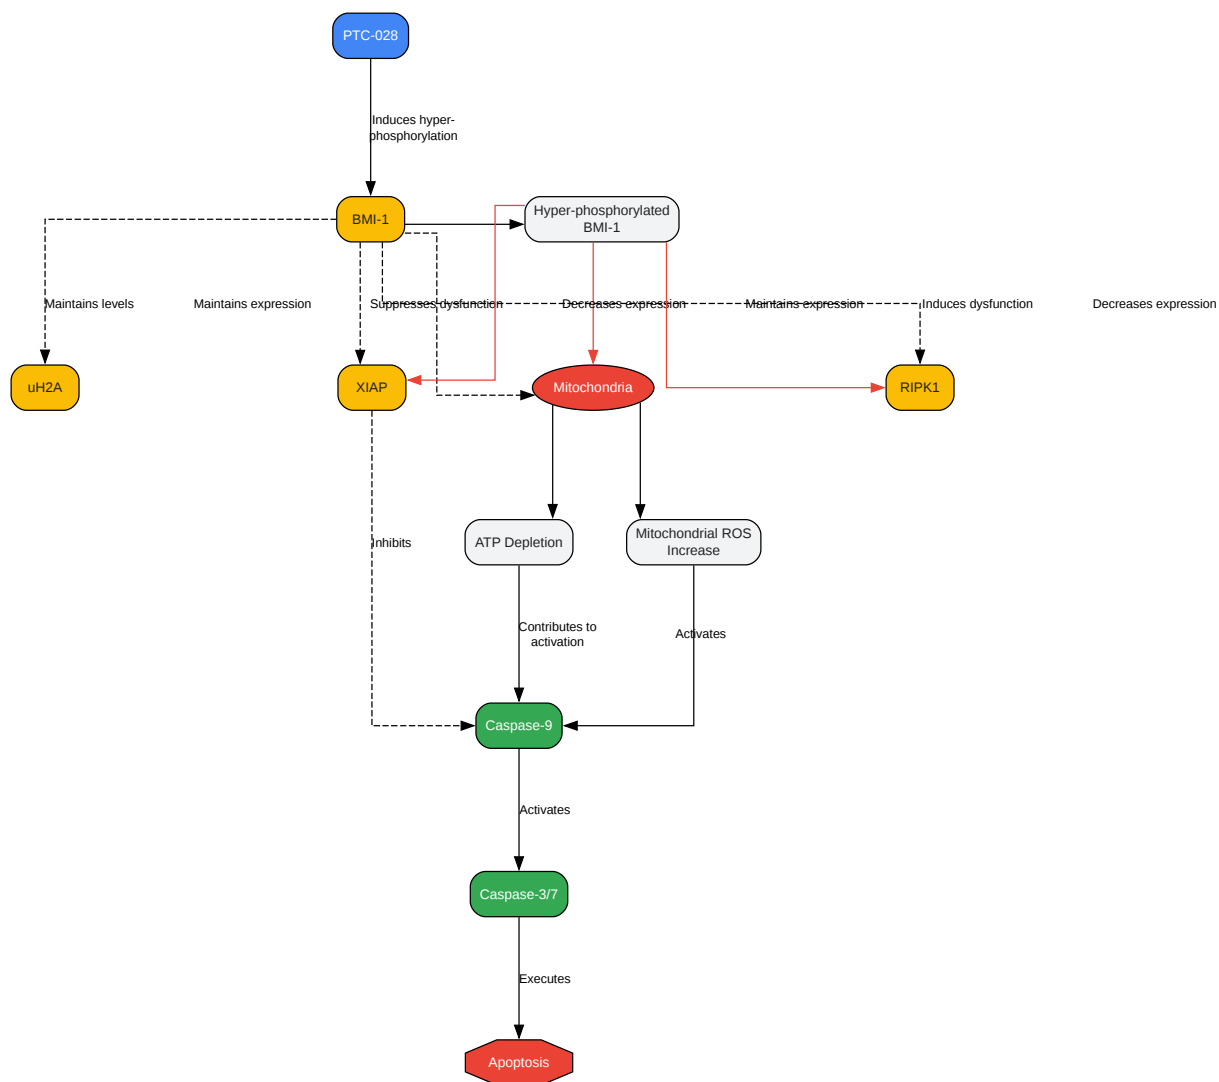 PTC-028
Induces hyper-
phosphorylation
BMI-1
Hyper-phosphorylated
BMI-1
Maintains levels
Maintains expression
Suppresses dysfunction
Decreases expression
Maintains expression
Induces dysfunction
Decreases expression
uH2A
XIAP
Mitochondria
RIPK1
Inhibits
ATP Depletion
Mitochondrial ROS
Increase
Contributes to
activation
Activates
Caspase-9
Activates
Caspase-3/7
Executes
Apoptosis